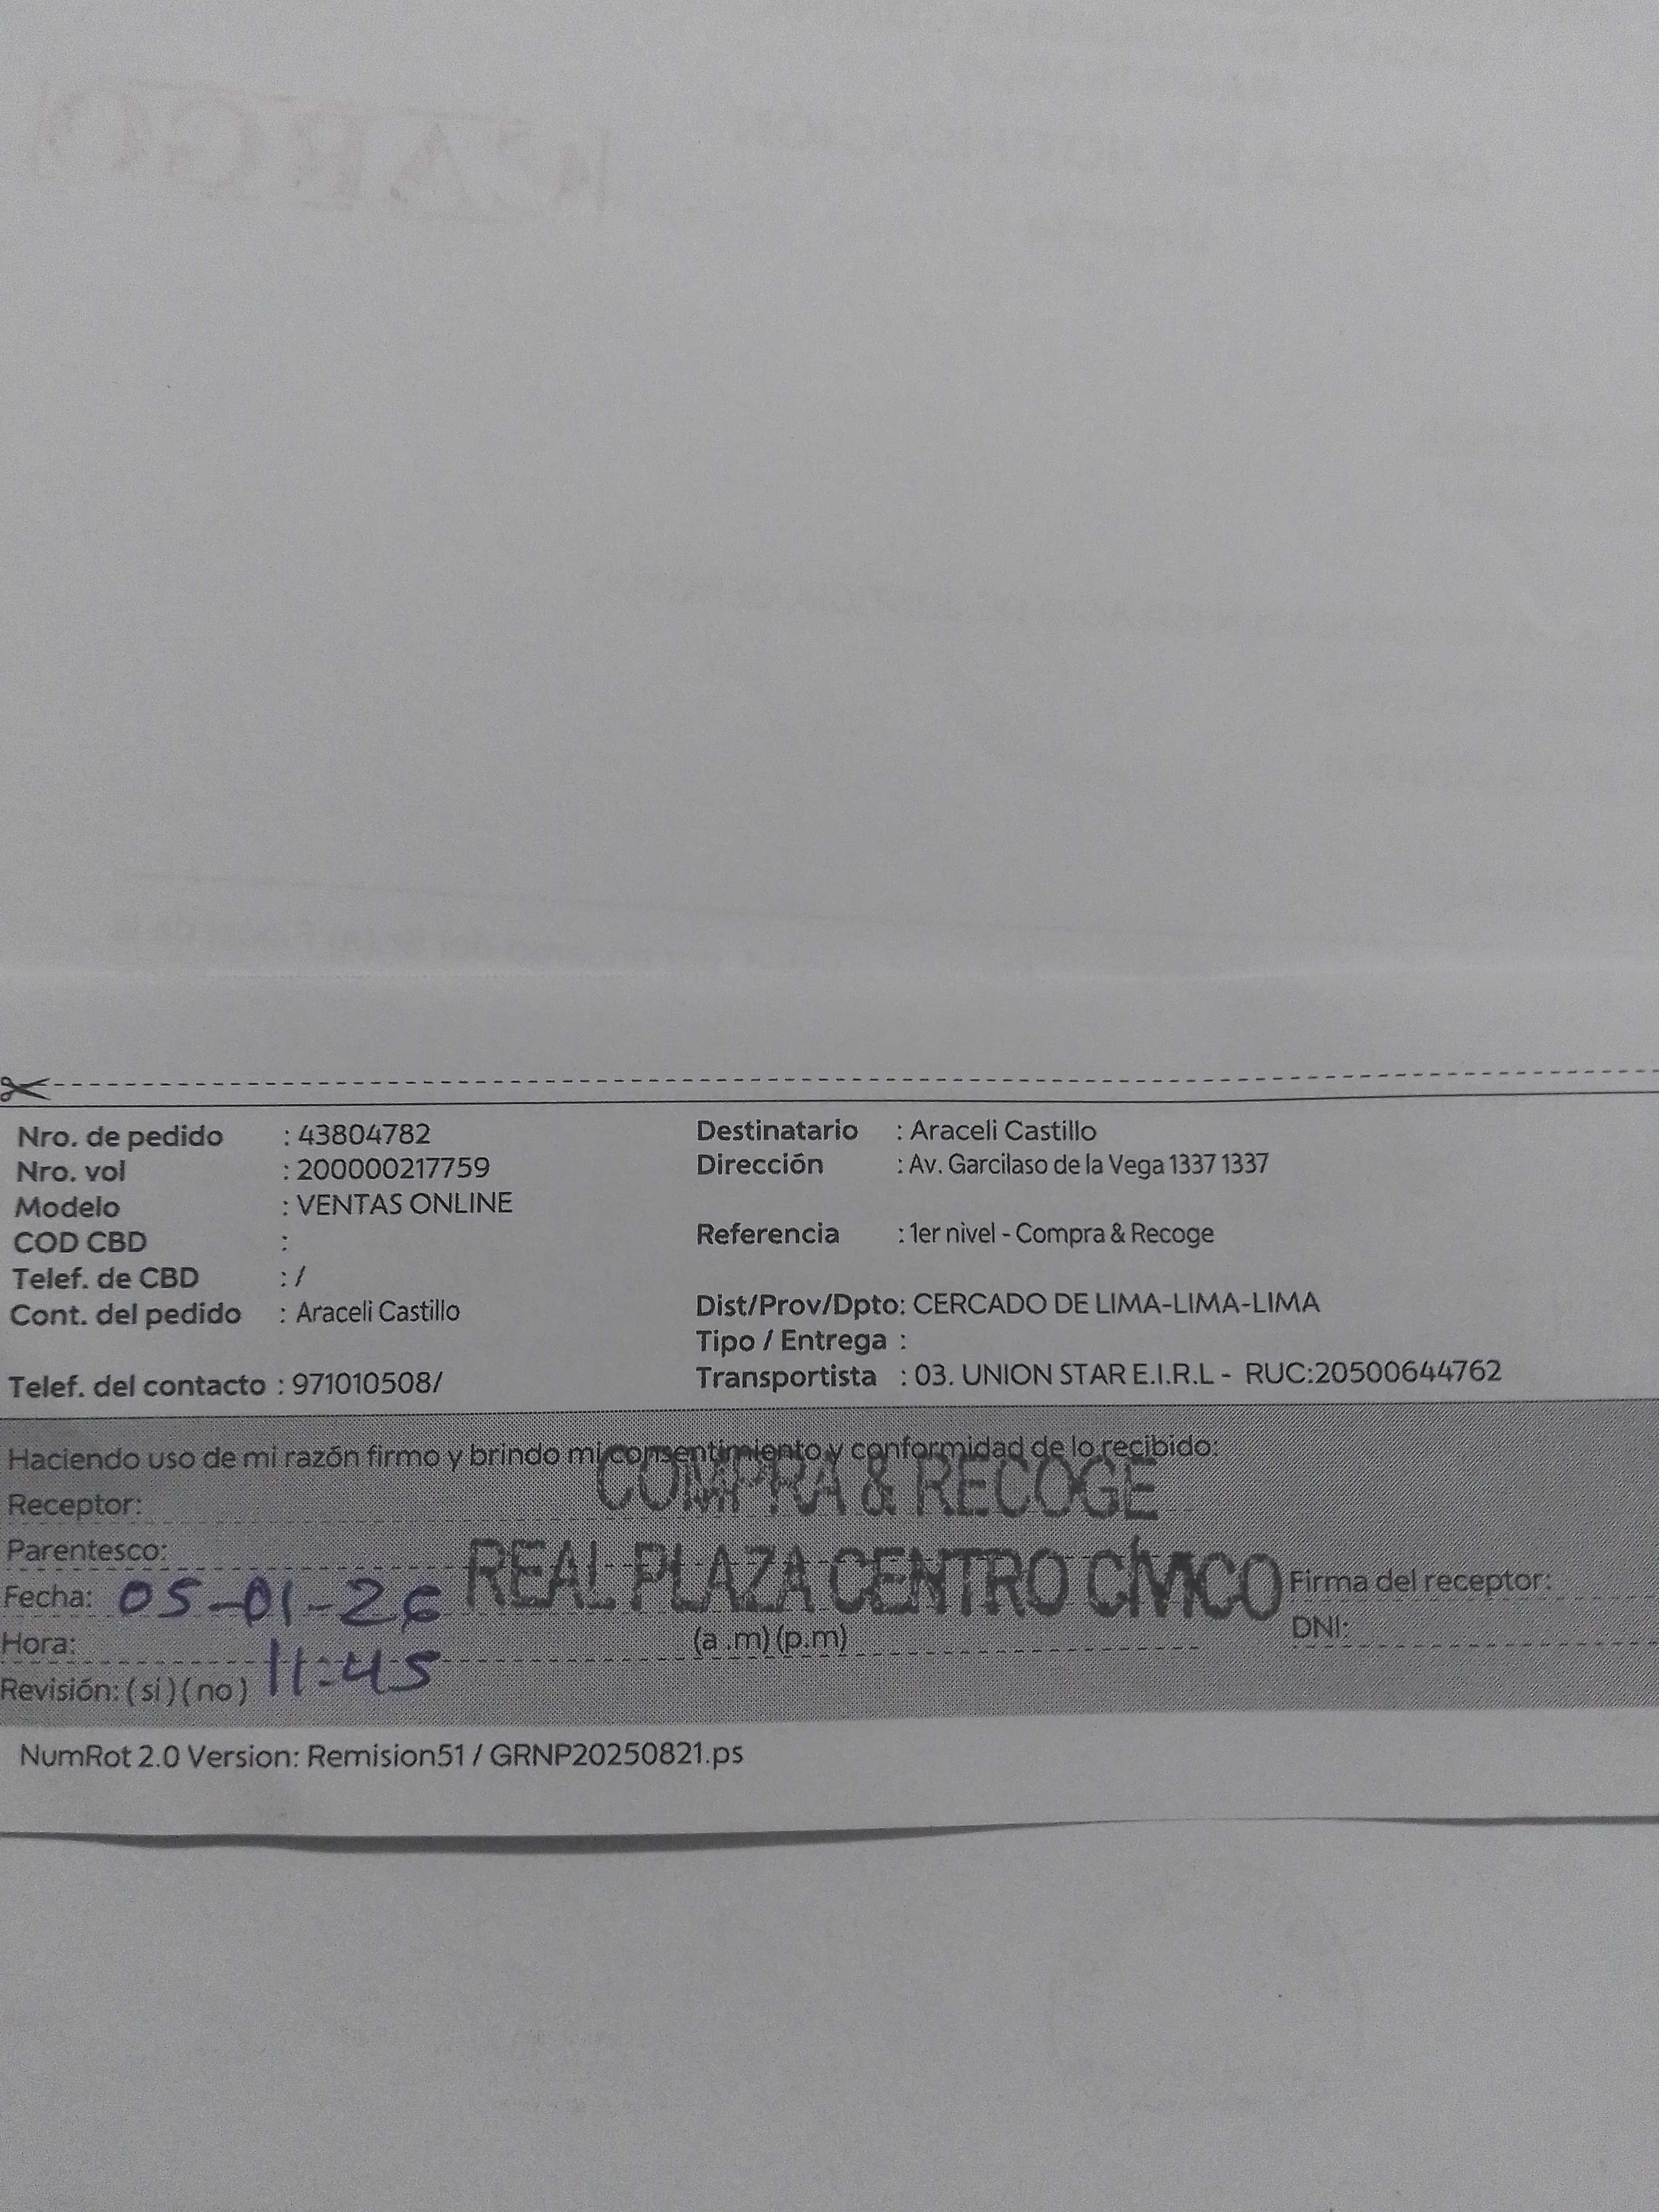 Nro. de pedido : 43804782
Nro. vol : 200000217759
Modelo : VENTAS ONLINE
COD CBD :
Telef. de CBD : /
Cont. del pedido : Araceli Castillo
Telef. del contacto : 971010508/
Destinatario : Araceli Castillo
Dirección : Av. Garcilaso de la Vega 1337 1337
Referencia : 1er nivel - Compra & Recoge
Dist/Prov/Dpto: CERCADO DE LIMA-LIMA-LIMA
Tipo / Entrega :
Transportista : 03. UNION STAR E.I.R.L - RUC:20500644762
Haciendo uso de mi razón firmo y brindo mi consentimiento y conformidad de lo recibido:
COMPRA & RECOGE
Receptor:
Parentesco:
REAL PLAZA CENTRO CÍVICO
Fecha: 05-01-26
Firma del receptor:
Hora: 11:45 (a .m) (p.m)
DNI:
Revisión: ( si ) ( no )
NumRot 2.0 Version: Remision51 / GRNP20250821.ps